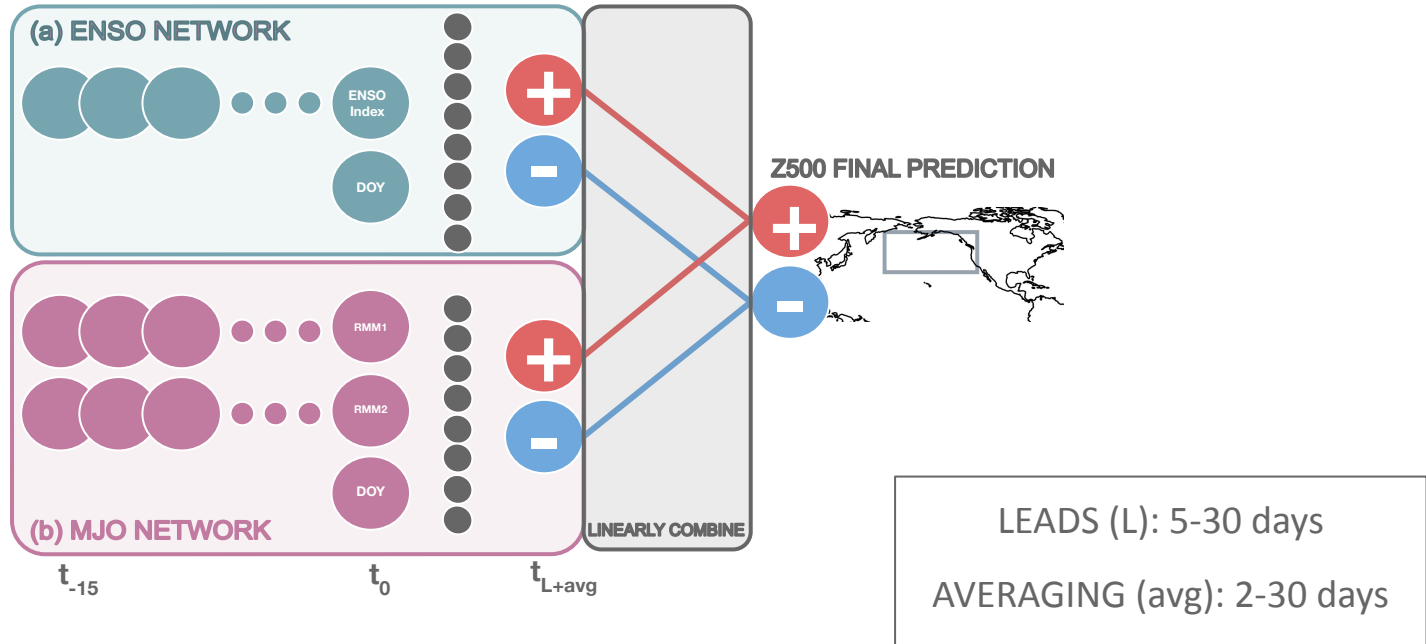 (a) ENSO NETWORK
ENSO
Index
DOY
+
-
Z500 FINAL PREDICTION
+
-
RMM1
RMM2
DOY
+
-
(b) MJO NETWORK
LINEARLY COMBINE
t-15
t0
tL+avg
LEADS (L): 5-30 days
AVERAGING (avg): 2-30 days